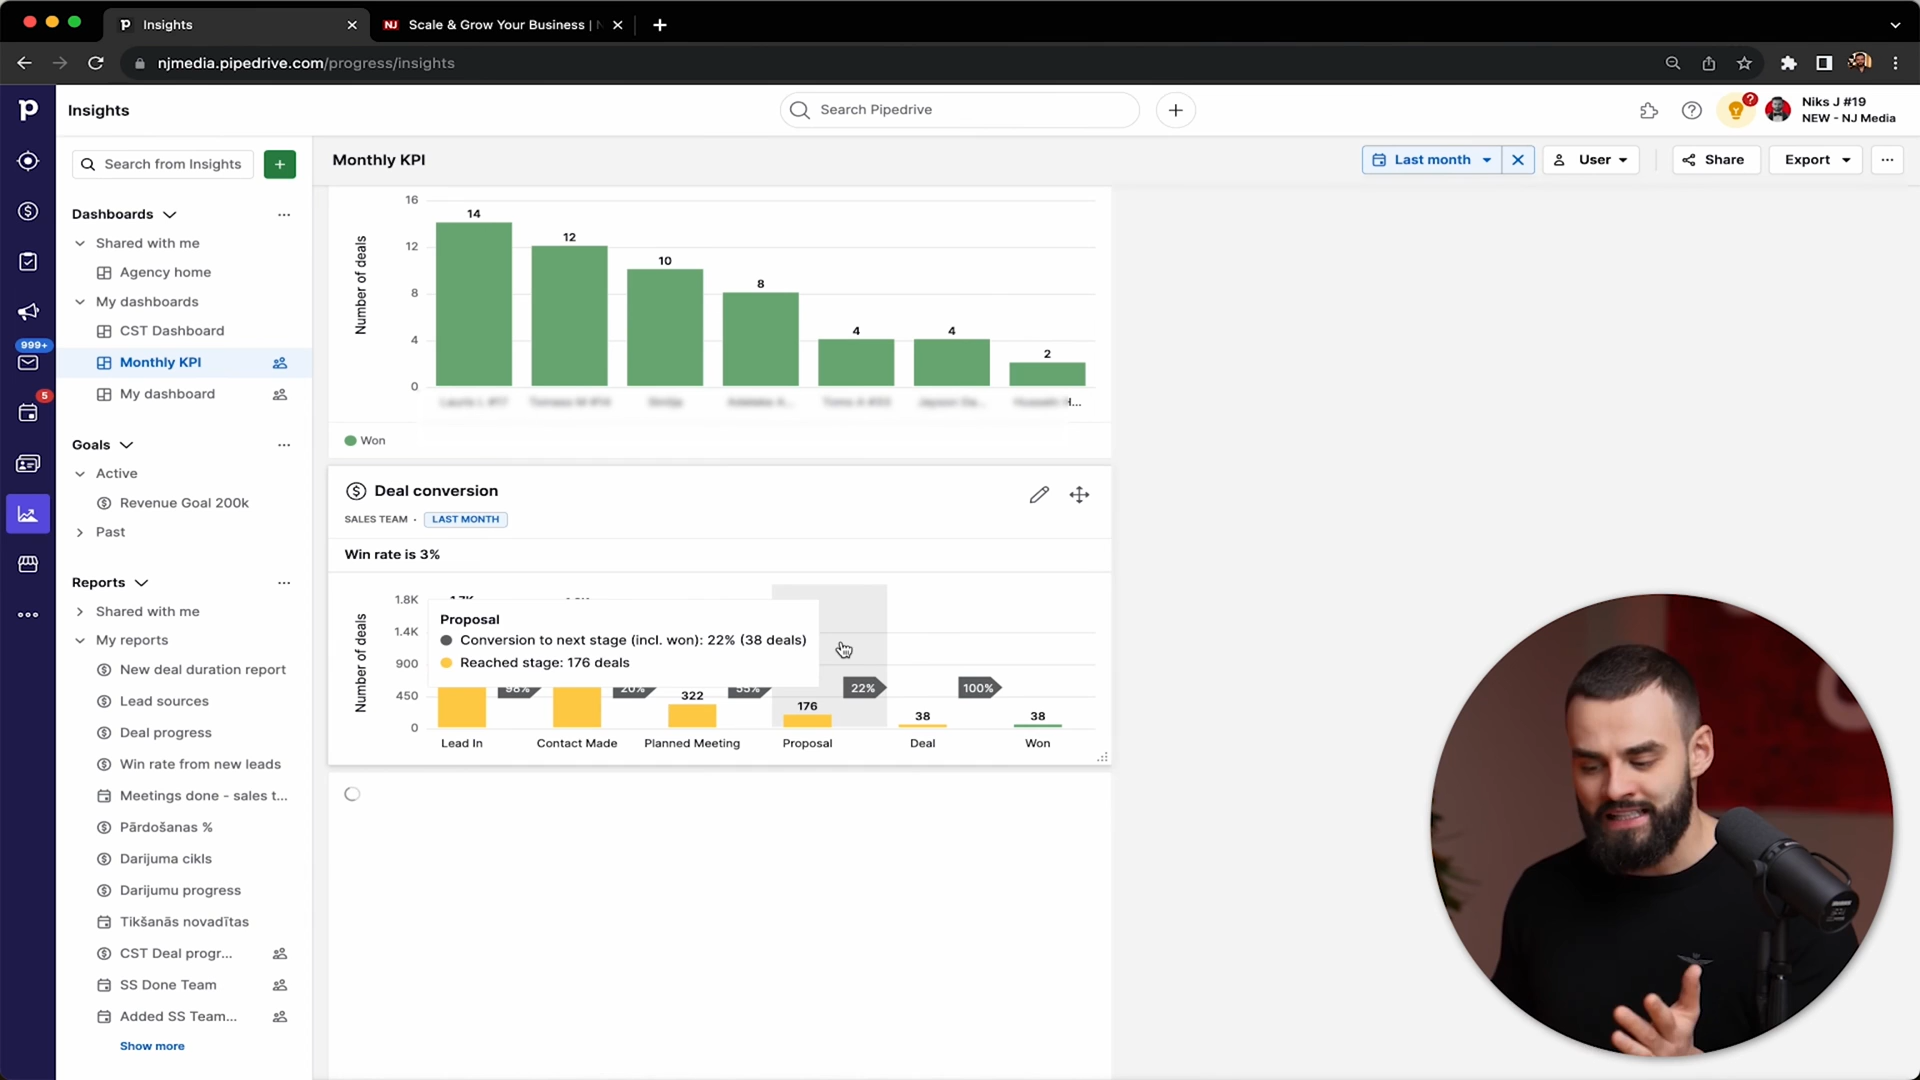 Insights
NJ Scale & Grow Your Business |
njmedia.pipedrive.com/progress/insights
Insights
Search Pipedrive
Niks J #19
NEW - NJ Media
Search from Insights
Monthly KPI
Last month
User
Share
Export
Dashboards
Shared with me
Agency home
My dashboards
CST Dashboard
Monthly KPI
My dashboard
999+
5
Goals
Active
Revenue Goal 200k
Past
Reports
Shared with me
My reports
New deal duration report
Lead sources
Deal progress
Win rate from new leads
Meetings done - sales t...
Pārdošanas %
Darijuma cikls
Darijumu progress
Tikšanās novadītas
CST Deal progr...
SS Done Team
Added SS Team...
Show more
Number of deals
16
12
8
4
0
14
12
10
8
4
4
2
H...
Won
Deal conversion
SALES TEAM · LAST MONTH
Win rate is 3%
Number of deals
1.8K
1.4K
900
450
0
Proposal
Conversion to next stage (incl. won): 22% (38 deals)
Reached stage: 176 deals
98%
20%
322
55%
176
22%
38
100%
38
Lead In
Contact Made
Planned Meeting
Proposal
Deal
Won